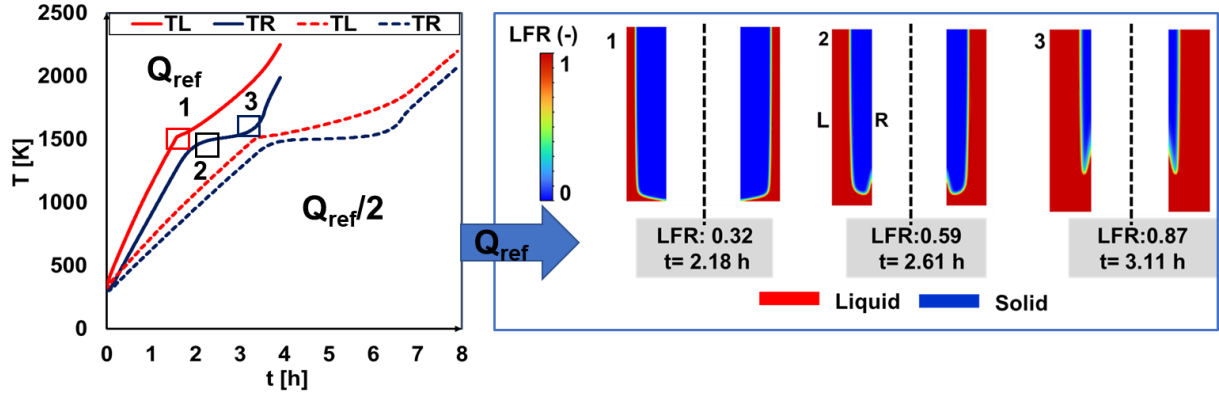 2500
2000
1500
1000
500
0
T [K]
TL TR TL TR
Qref
1
3
2
Qref/2
0 1 2 3 4 5 6 7 8
t [h]
Qref
LFR (-)
1
0
1
2
3
L
R
LFR: 0.32
t= 2.18 h
LFR:0.59
t= 2.61 h
LFR:0.87
t= 3.11 h
Liquid Solid